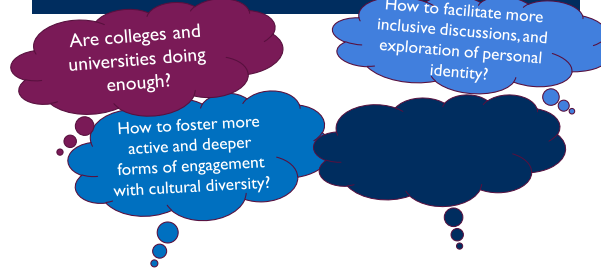 Are colleges and
universities doing
enough?
How to facilitate more
inclusive discussions, and
exploration of personal
identity?
How to foster more
active and deeper
forms of engagement
with cultural diversity?